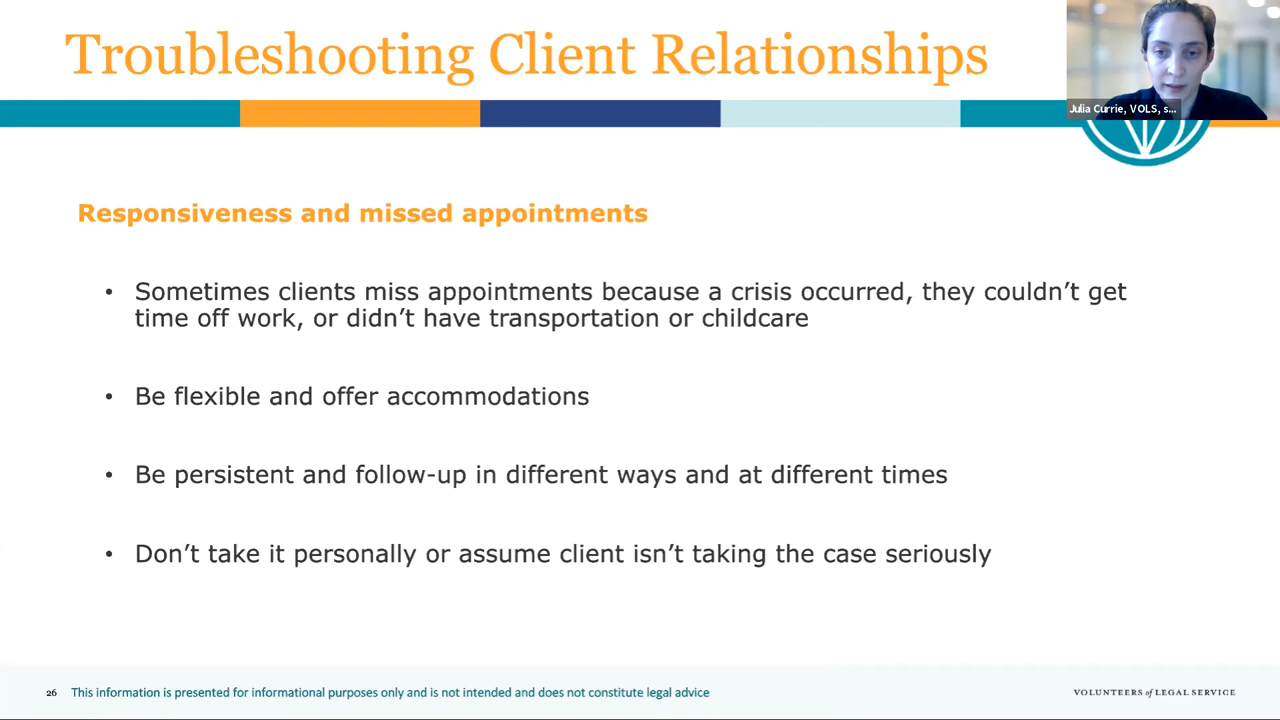 Troubleshooting Client Relationships
Julia Currie, VOLS, s...
Responsiveness and missed appointments
• Sometimes clients miss appointments because a crisis occurred, they couldn’t get
time off work, or didn’t have transportation or childcare
• Be flexible and offer accommodations
• Be persistent and follow-up in different ways and at different times
• Don’t take it personally or assume client isn’t taking the case seriously
26 This information is presented for informational purposes only and is not intended and does not constitute legal advice
VOLUNTEERS of LEGAL SERVICE